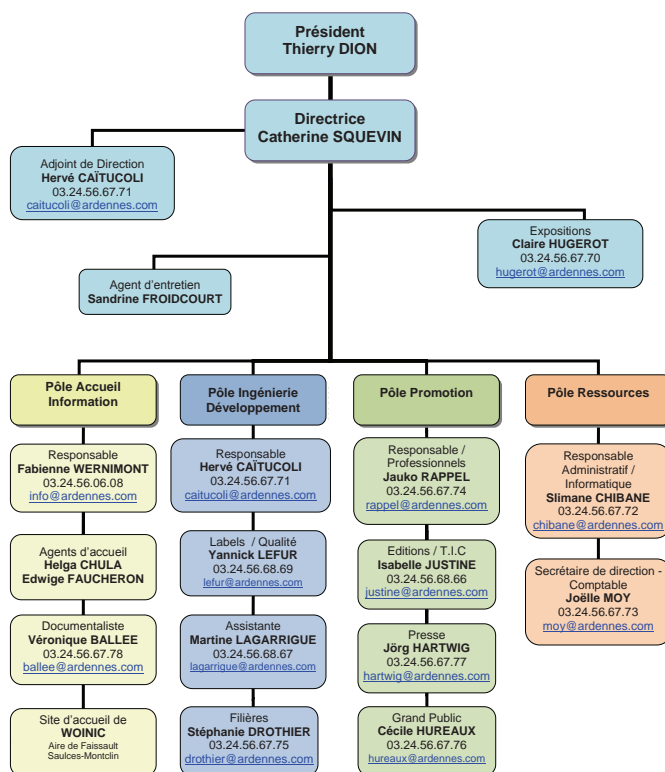 Président
Thierry DION
Directrice
Catherine SQUEVIN
Adjoint de Direction
Hervé CAÏTUCOLI
03.24.56.67.71
caitucoli@ardennes.com
Expositions
Claire HUGEROT
03.24.56.67.70
hugerot@ardennes.com
Agent d'entretien
Sandrine FROIDCOURT
Pôle Accueil
Information
Responsable
Fabienne WERNIMONT
03.24.56.06.08
info@ardennes.com
Agents d'accueil
Helga CHULA
Edwige FAUCHERON
Documentaliste
Véronique BALLEE
03.24.56.67.78
ballee@ardennes.com
Site d'accueil de
WOINIC
Aire de Faissault
Saulces-Montclin
Pôle Ingénierie
Développement
Responsable
Hervé CAÏTUCOLI
03.24.56.67.71
caitucoli@ardennes.com
Labels / Qualité
Yannick LEFUR
03.24.56.68.69
lefur@ardennes.com
Assistante
Martine LAGARRIGUE
03.24.56.68.67
lagarrigue@ardennes.com
Filières
Stéphanie DROTHIER
03.24.56.67.75
drothier@ardennes.com
Pôle Promotion
Responsable /
Professionnels
Jauko RAPPEL
03.24.56.67.74
rappel@ardennes.com
Editions / T.I.C
Isabelle JUSTINE
03.24.56.68.66
justine@ardennes.com
Presse
Jörg HARTWIG
03.24.56.67.77
hartwig@ardennes.com
Grand Public
Cécile HUREAUX
03.24.56.67.76
hureaux@ardennes.com
Pôle Ressources
Responsable
Administratif /
Informatique
Slimane CHIBANE
03.24.56.67.72
chibane@ardennes.com
Secrétaire de direction -
Comptable
Joëlle MOY
03.24.56.67.73
moy@ardennes.com